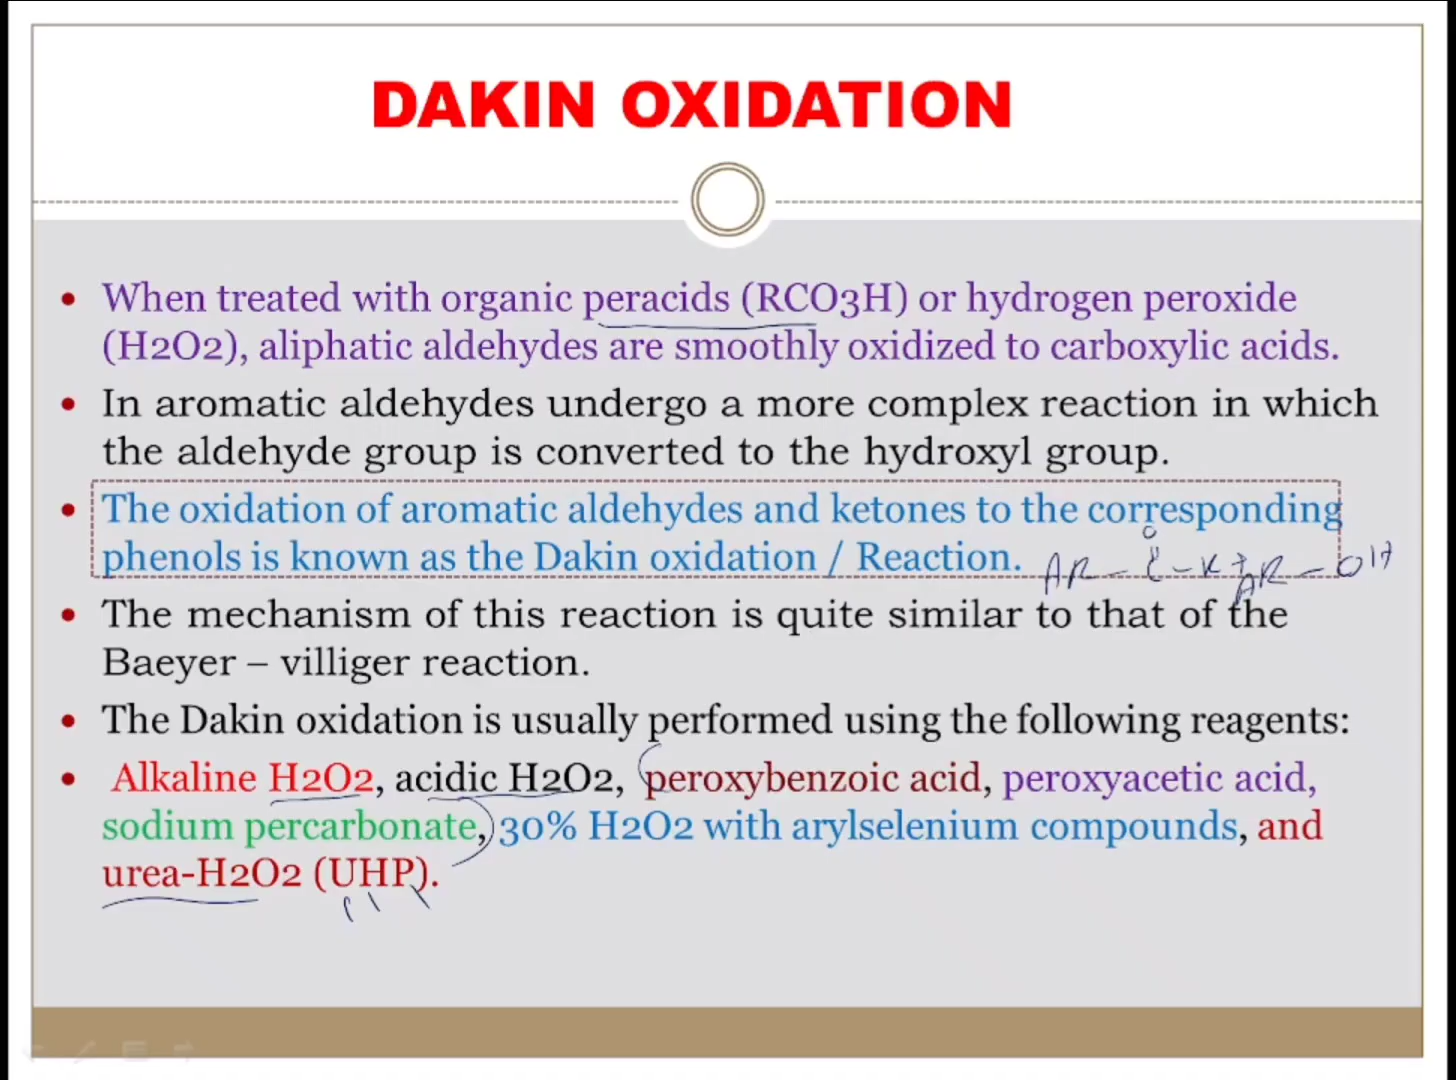 DAKIN OXIDATION
• When treated with organic peracids (RCO3H) or hydrogen peroxide
(H2O2), aliphatic aldehydes are smoothly oxidized to carboxylic acids.
• In aromatic aldehydes undergo a more complex reaction in which
the aldehyde group is converted to the hydroxyl group.
• The oxidation of aromatic aldehydes and ketones to the corresponding
phenols is known as the Dakin oxidation / Reaction.
AR – OH
• The mechanism of this reaction is quite similar to that of the
Baeyer – villiger reaction.
• The Dakin oxidation is usually performed using the following reagents:
• Alkaline H2O2, acidic H2O2, peroxybenzoic acid, peroxyacetic acid,
sodium percarbonate, 30% H2O2 with arylselenium compounds, and
urea-H2O2 (UHP).